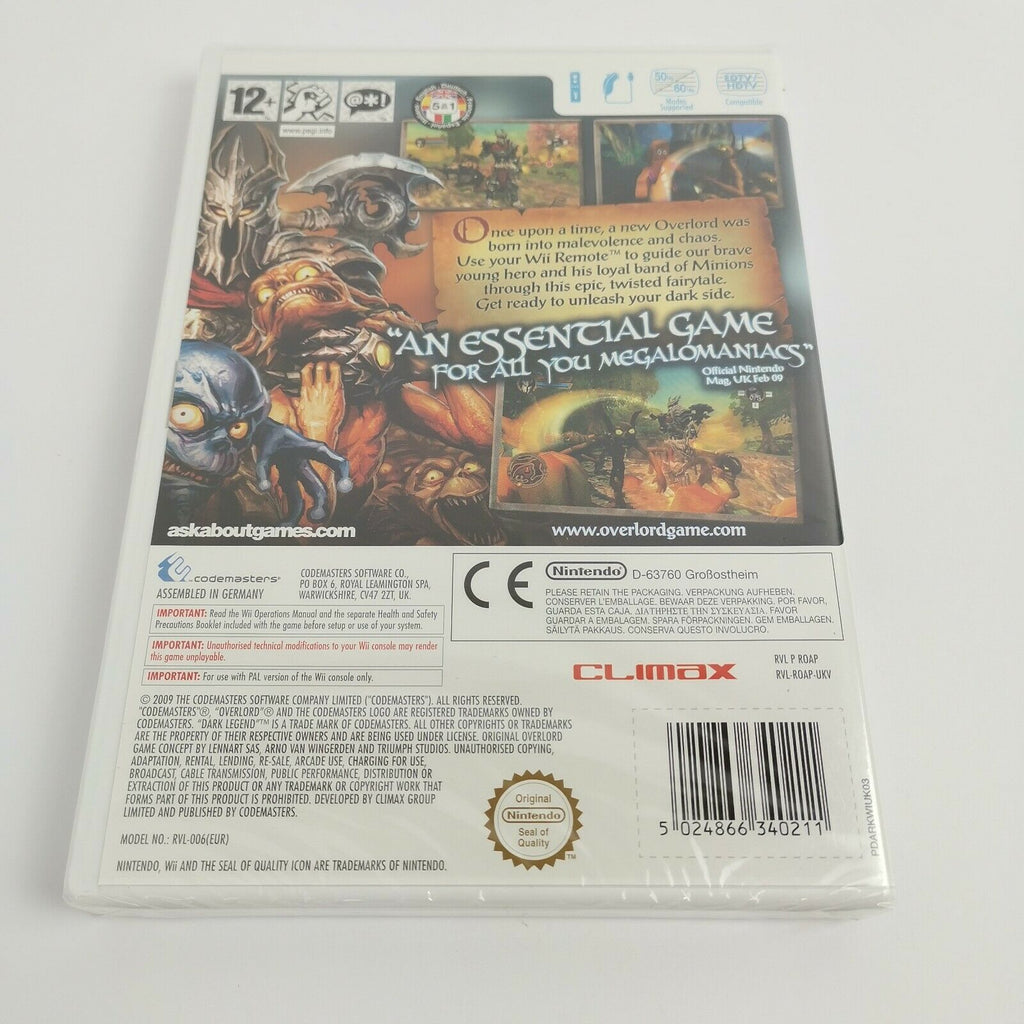 12+
www.pegi.info
@*!
5 in 1
50Hz
60Hz
Modes
Supported
EDTV/
HDTV
Compatible
Once upon a time, a new Overlord was
born into malevolence and chaos.
Use your Wii Remote™ to guide our brave
young hero and his loyal band of Minions
through this epic, twisted fairytale.
Get ready to unleash your dark side.
"AN ESSENTIAL GAME
FOR ALL YOU MEGALOMANIACS"
Official Nintendo
Mag, UK Feb 09
askaboutgames.com
www.overlordgame.com
codemasters®
ASSEMBLED IN GERMANY
CODEMASTERS SOFTWARE CO.,
PO BOX 6, ROYAL LEAMINGTON SPA,
WARWICKSHIRE, CV47 2ZT, UK.
IMPORTANT: Read the Wii Operations Manual and the separate Health and Safety
Precautions Booklet included with the game before setup or use of your system.
IMPORTANT: Unauthorised technical modifications to your Wii console may render
this game unplayable.
IMPORTANT: For use with PAL version of the Wii console only.
CE
Nintendo D-63760 Großostheim
PLEASE RETAIN THE PACKAGING. VERPACKUNG AUFHEBEN.
CONSERVER L'EMBALLAGE. BEWAAR DEZE VERPAKKING. POR FAVOR,
GUARDA ESTA CAJA. ΔΙΑΤΗΡΗΣΤΕ ΤΗΝ ΣΥΣΚΕΥΑΣΙΑ. FAVOR
GUARDAR A EMBALAGEM. SPARA FÖRPACKNINGEN. GEM EMBALLAGEN.
SÄILYTÄ PAKKAUS. CONSERVA QUESTO INVOLUCRO.
CLIMAX
RVL P ROAP
RVL-ROAP-UKV
© 2009 THE CODEMASTERS SOFTWARE COMPANY LIMITED ("CODEMASTERS"). ALL RIGHTS RESERVED.
"CODEMASTERS"®, "OVERLORD"® AND THE CODEMASTERS LOGO ARE REGISTERED TRADEMARKS OWNED BY
CODEMASTERS. "DARK LEGEND"™ IS A TRADE MARK OF CODEMASTERS. ALL OTHER COPYRIGHTS OR TRADEMARKS
ARE THE PROPERTY OF THEIR RESPECTIVE OWNERS AND ARE BEING USED UNDER LICENSE. ORIGINAL OVERLORD
GAME CONCEPT BY LENNART SAS, ARNO VAN WINGERDEN AND TRIUMPH STUDIOS. UNAUTHORISED COPYING,
ADAPTATION, RENTAL, LENDING, RE-SALE, ARCADE USE, CHARGING FOR USE,
BROADCAST, CABLE TRANSMISSION, PUBLIC PERFORMANCE, DISTRIBUTION OR
EXTRACTION OF THIS PRODUCT OR ANY TRADEMARK OR COPYRIGHT WORK THAT
FORMS PART OF THIS PRODUCT IS PROHIBITED. DEVELOPED BY CLIMAX GROUP
LIMITED AND PUBLISHED BY CODEMASTERS.
MODEL NO.: RVL-006(EUR)
NINTENDO, Wii AND THE SEAL OF QUALITY ICON ARE TRADEMARKS OF NINTENDO.
Original
Nintendo
Seal of
Quality
™
5 024866 340211
PDARKWIUK03